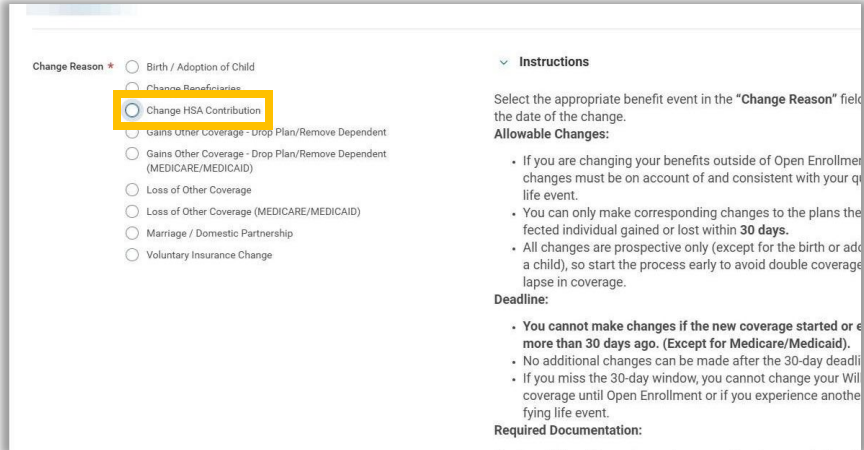 Change Reason *
Birth / Adoption of Child
Change Beneficiaries
Change HSA Contribution
Gains Other Coverage - Drop Plan/Remove Dependent
Gains Other Coverage - Drop Plan/Remove Dependent
(MEDICARE/MEDICAID)
Loss of Other Coverage
Loss of Other Coverage (MEDICARE/MEDICAID)
Marriage / Domestic Partnership
Voluntary Insurance Change
Instructions
Select the appropriate benefit event in the "Change Reason" field
the date of the change.
Allowable Changes:
• If you are changing your benefits outside of Open Enrollme
changes must be on account of and consistent with your q
life event.
• You can only make corresponding changes to the plans the
fected individual gained or lost within 30 days.
• All changes are prospective only (except for the birth or ado
a child), so start the process early to avoid double coverage
lapse in coverage.
Deadline:
• You cannot make changes if the new coverage started or e
more than 30 days ago. (Except for Medicare/Medicaid).
• No additional changes can be made after the 30-day deadli
• If you miss the 30-day window, you cannot change your Wil
coverage until Open Enrollment or if you experience anothe
fying life event.
Required Documentation: